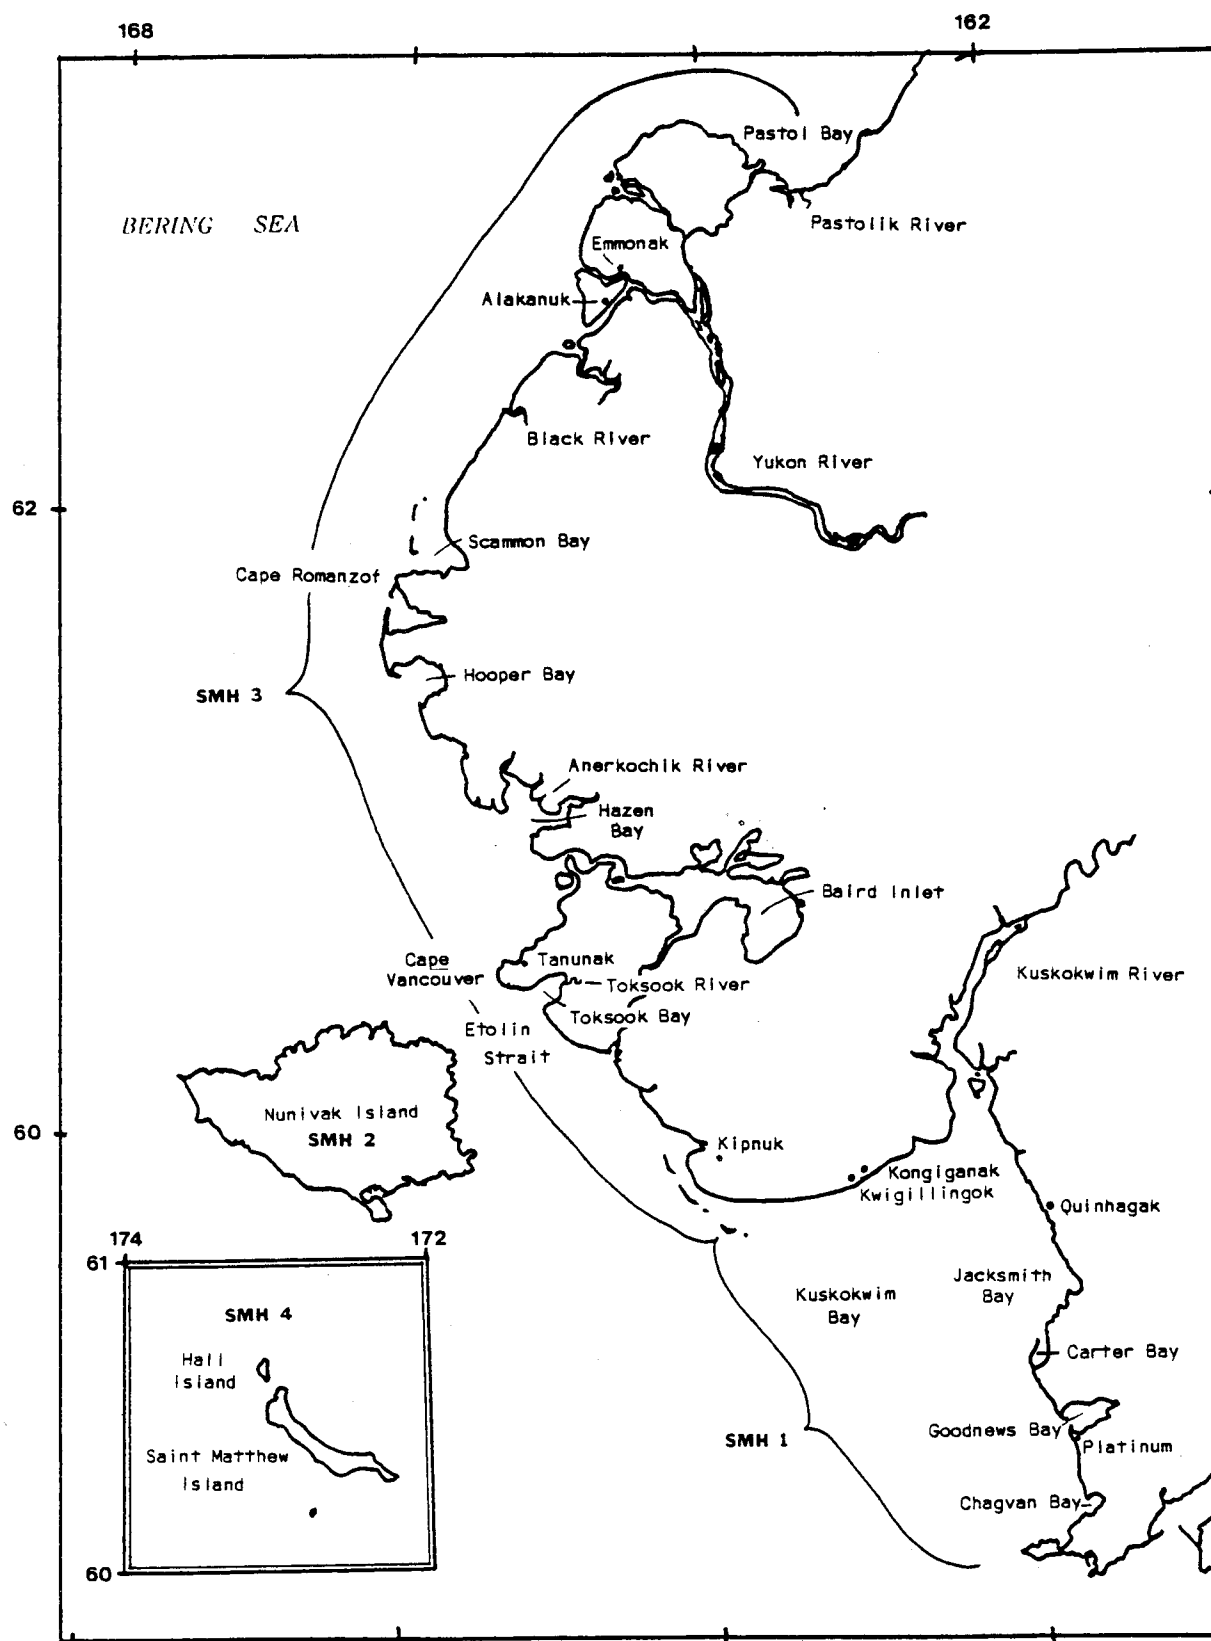 168
162
Pastol Bay
BERING SEA
Pastolik River
Emmonak
Alakanuk
Black River
Yukon River
62
Scammon Bay
Cape Romanzof
Hooper Bay
SMH 3
Anerkochik River
Hazen
Bay
Baird Inlet
Cape
Vancouver
Tanunak
Toksook River
Kuskokwim River
Toksook Bay
Etolin
Strait
Nunivak Island
SMH 2
60
Kipnuk
Kongiganak
Kwigillingok
Quinhagak
174
172
61
Jacksmith
Bay
Kuskokwim
Bay
SMH 4
Hall
Island
Carter Bay
Goodnews Bay
SMH 1
Platinum
Saint Matthew
Island
Chagvan Bay
60